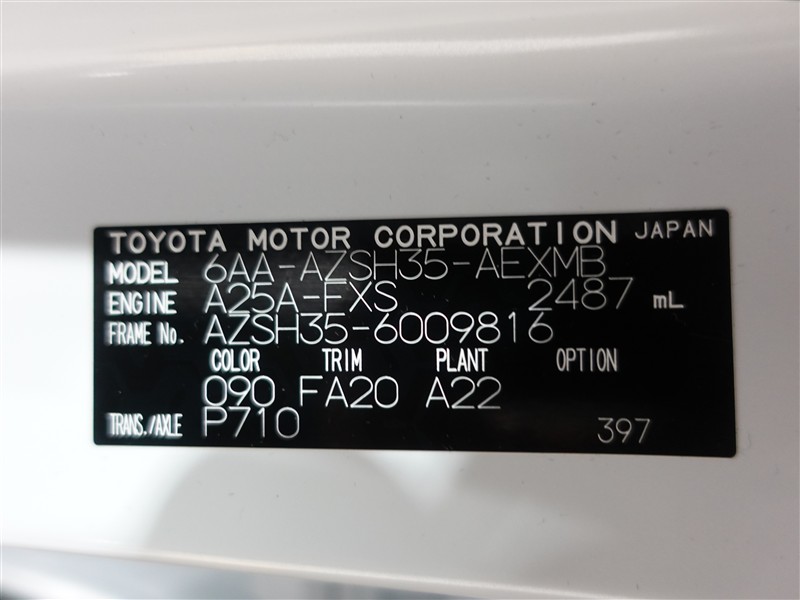 TOYOTA MOTOR CORPORATION JAPAN
MODEL 6AA-AZSH35-AEXMB
ENGINE A25A-FXS 2487 mL
FRAME No. AZSH35-6009816
COLOR TRIM PLANT OPTION
090 FA20 A22
TRANS./AXLE P710 397